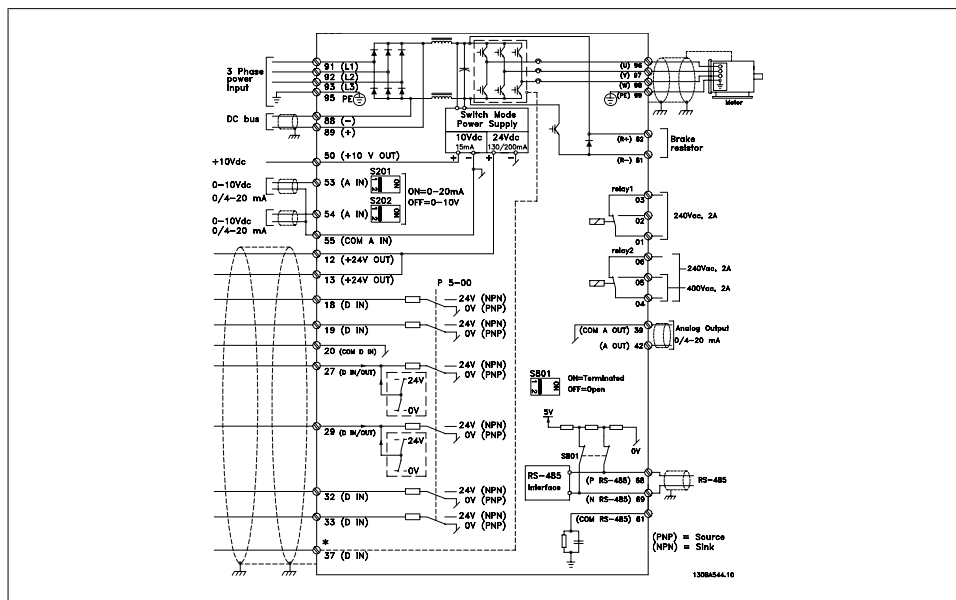 3 Phase
power
Input
91 (L1)
92 (L2)
93 (L3)
95 PE
DC bus
88 (-)
89 (+)
Switch Mode
Power Supply
10Vdc
15mA
24Vdc
130/200mA
+ - + -
(U) 96
(V) 97
(W) 98
(PE) 99
Motor
(R+) 82
(R-) 81
Brake
resistor
+10Vdc
50 (+10 V OUT)
0-10Vdc
0/4-20 mA
53 (A IN)
S201
1 2
ON
ON=0-20mA
OFF=0-10V
0-10Vdc
0/4-20 mA
54 (A IN)
S202
1 2
ON
55 (COM A IN)
12 (+24V OUT)
13 (+24V OUT)
P 5-00
18 (D IN)
24V (NPN)
0V (PNP)
19 (D IN)
24V (NPN)
0V (PNP)
20 (COM D IN)
27 (D IN/OUT)
24V (NPN)
0V (PNP)
24V
0V
29 (D IN/OUT)
24V (NPN)
0V (PNP)
24V
0V
32 (D IN)
24V (NPN)
0V (PNP)
33 (D IN)
24V (NPN)
0V (PNP)
*
37 (D IN)
relay1
03
02
01
240Vac, 2A
relay2
06
05
04
240Vac, 2A
400Vac, 2A
(COM A OUT) 39
(A OUT) 42
Analog Output
0/4-20 mA
S801
1 2
ON
ON=Terminated
OFF=Open
5V
S801
0V
RS-485
Interface
(P RS-485) 68
(N RS-485) 69
RS-485
(COM RS-485) 61
(PNP) = Source
(NPN) = Sink
130BA544.10